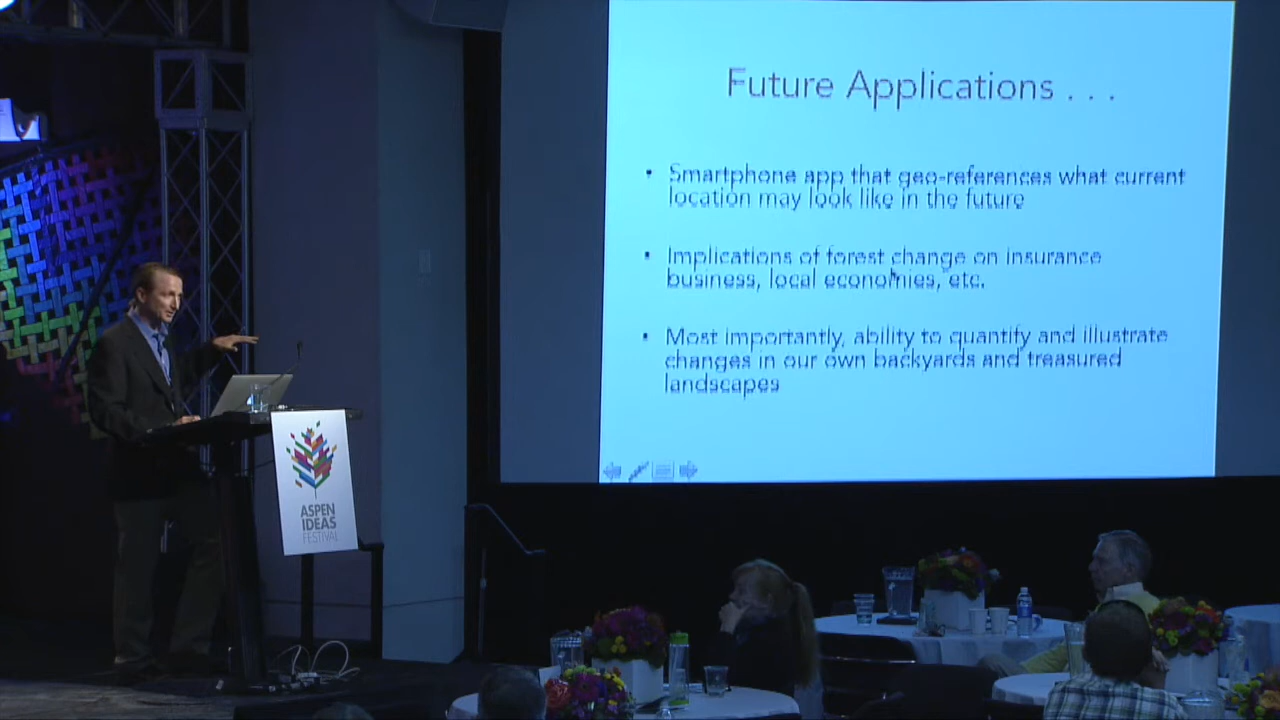 Future Applications . . .
• Smartphone app that geo-references what current
location may look like in the future
• Implications of forest change on insurance
business, local economies, etc.
• Most importantly, ability to quantify and illustrate
changes in our own backyards and treasured
landscapes
ASPEN
IDEAS
FESTIVAL